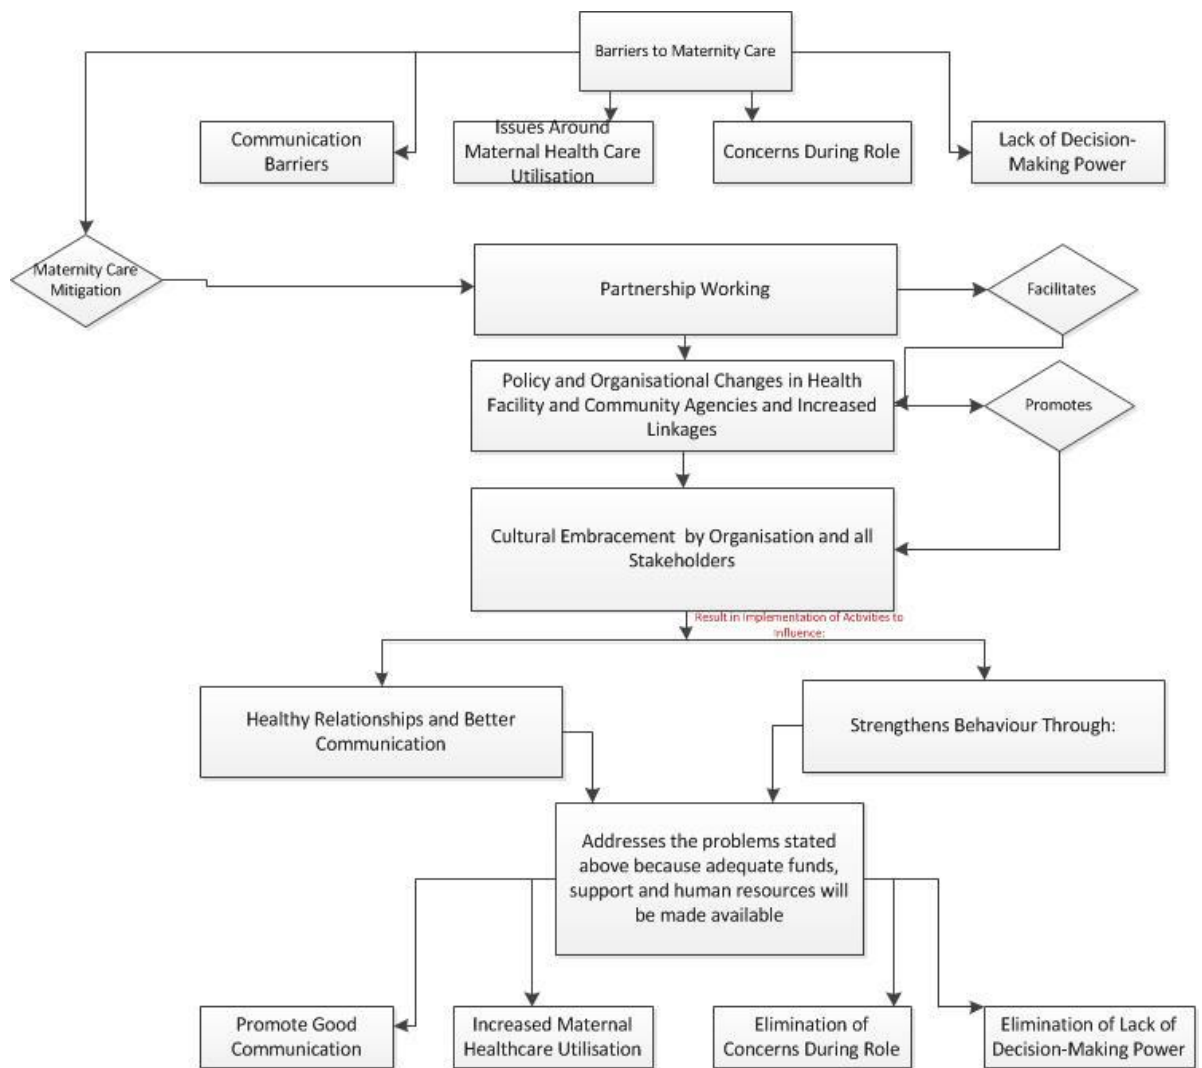 Barriers to Maternity Care
Communication
Barriers
Issues Around
Maternal Health Care
Utilisation
Concerns During Role
Lack of Decision-
Making Power
Maternity Care
Mitigation
Partnership Working
Facilitates
Policy and Organisational Changes in Health
Facility and Community Agencies and Increased
Linkages
Promotes
Cultural Embracement by Organisation and all
Stakeholders
Result in Implementation of Activities to
Influence:
Healthy Relationships and Better
Communication
Strengthens Behaviour Through:
Addresses the problems stated
above because adequate funds,
support and human resources will
be made available
Promote Good
Communication
Increased Maternal
Healthcare Utilisation
Elimination of
Concerns During Role
Elimination of Lack of
Decision-Making Power